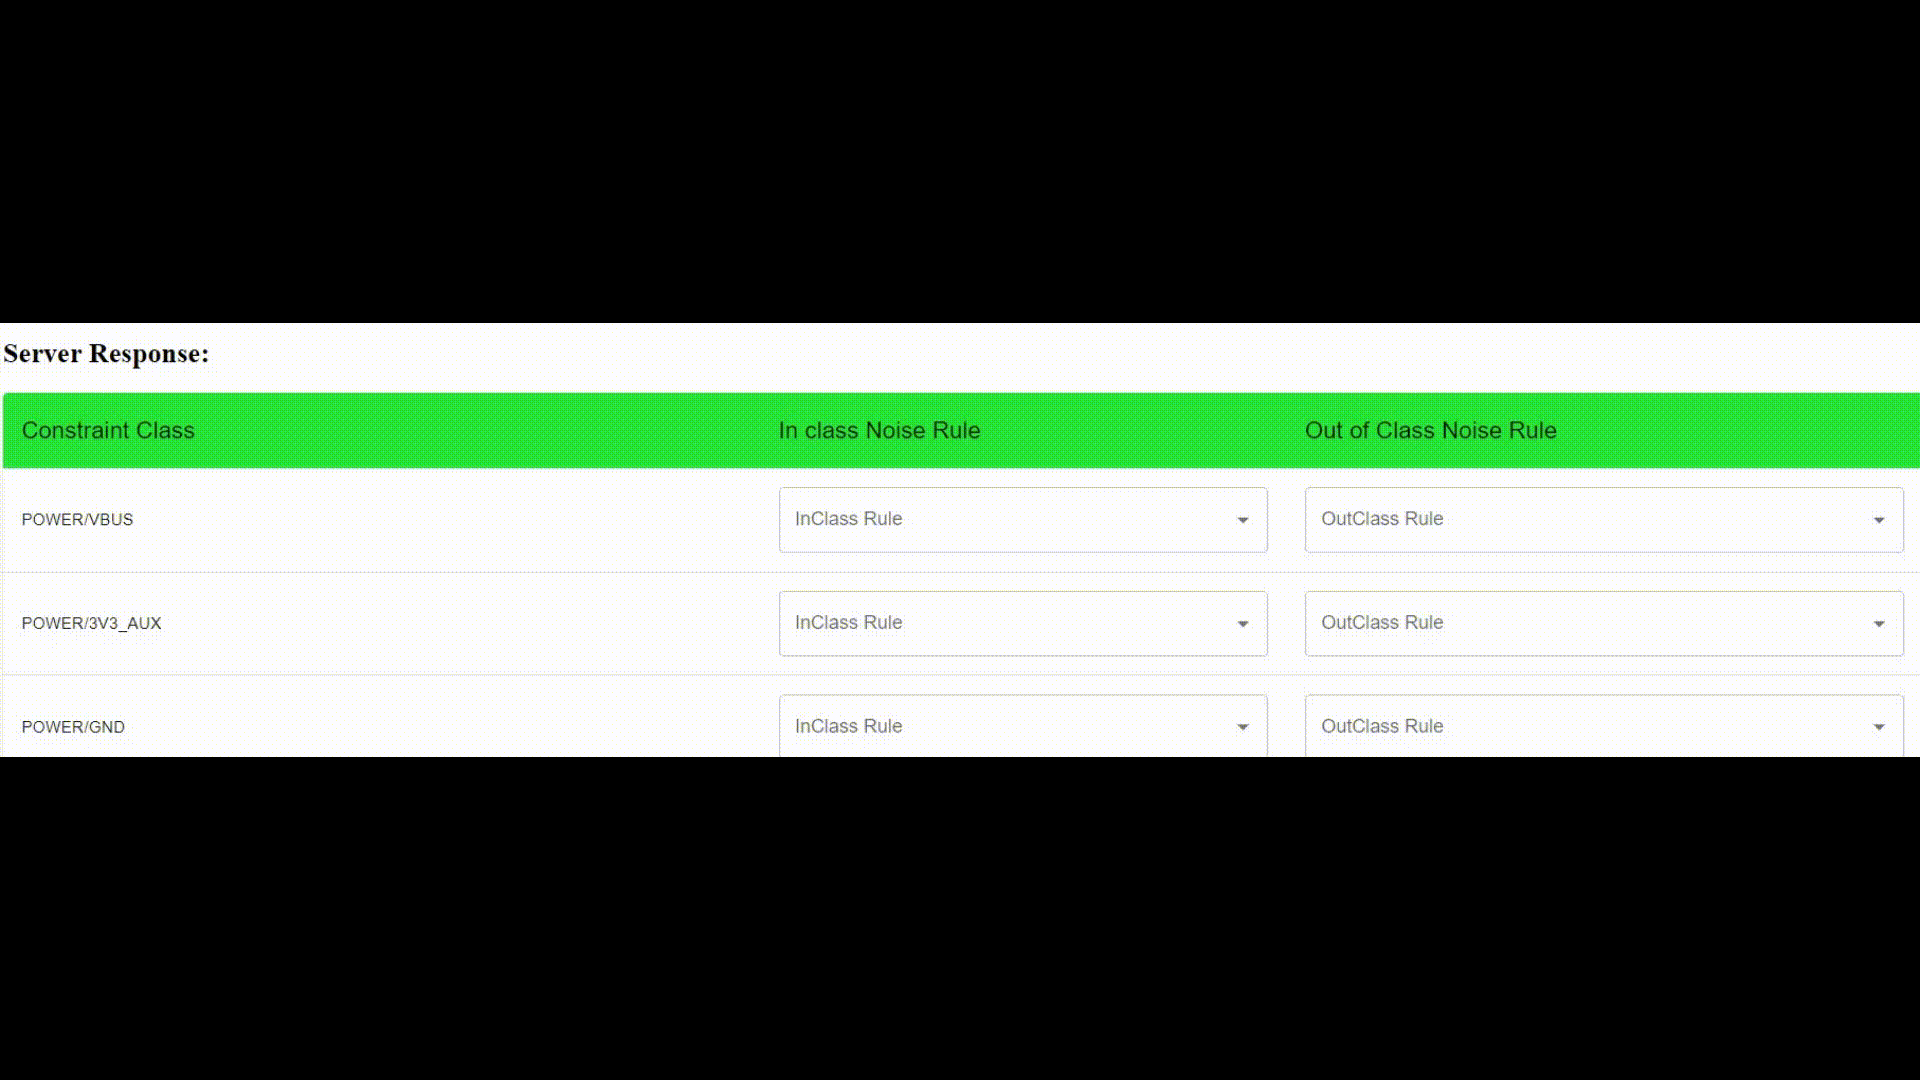 Server Response:
Constraint Class In class Noise Rule Out of Class Noise Rule
POWER/VBUS InClass Rule OutClass Rule
POWER/3V3_AUX InClass Rule OutClass Rule
POWER/GND InClass Rule OutClass Rule